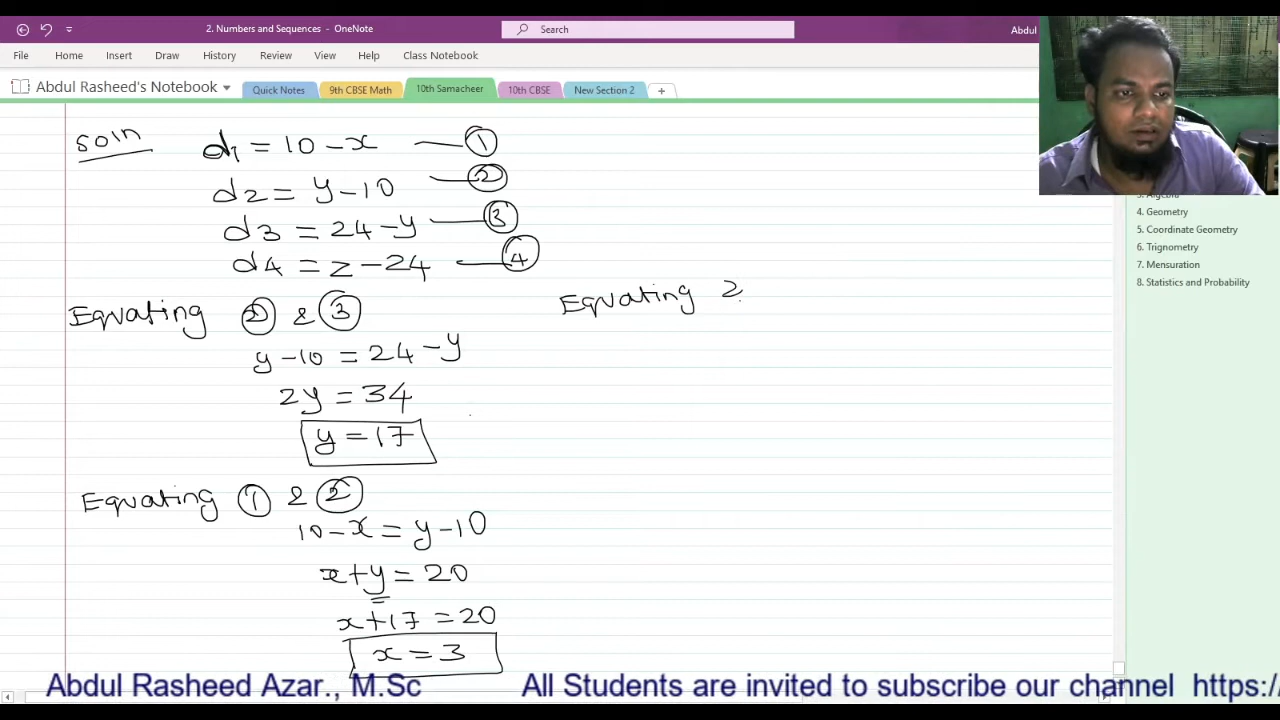 2. Numbers and Sequences - OneNote
Search
Abdul
File Home Insert Draw History Review View Help Class Notebook
Abdul Rasheed's Notebook
Quick Notes
9th CBSE Math
10th Samacheer
10th CBSE
New Section 2
+
3. Algebra
4. Geometry
5. Coordinate Geometry
6. Trignometry
7. Mensuration
8. Statistics and Probability
Soln
d1 = 10 - x — ①
d2 = y - 10 — ②
d3 = 24 - y — ③
d4 = z - 24 — ④
Equating ② & ③
y - 10 = 24 - y
2y = 34
y = 17
Equating ① & ②
10 - x = y - 10
x + y = 20
x + 17 = 20
x = 3
Equating 2
Abdul Rasheed Azar., M.Sc All Students are invited to subscribe our channel https:/